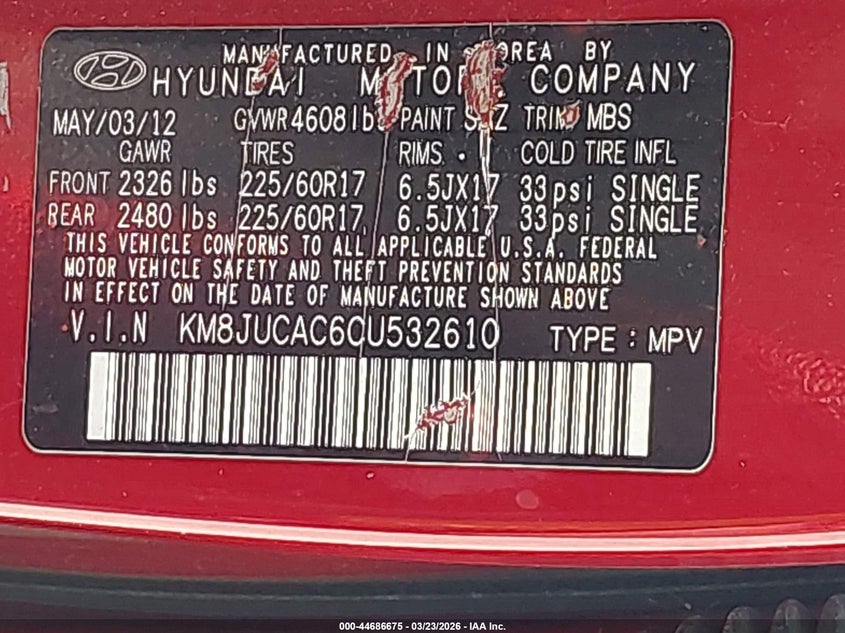 MANUFACTURED IN KOREA BY
HYUNDAI MOTOR COMPANY
MAY/03/12 GVWR 4608lbs PAINT TRIM MBS
GAWR TIRES RIMS COLD TIRE INFL
FRONT 2326 lbs 225/60R17 6.5JX17 33psi SINGLE
REAR 2480 lbs 225/60R17 6.5JX17 33psi SINGLE
THIS VEHICLE CONFORMS TO ALL APPLICABLE U.S.A. FEDERAL
MOTOR VEHICLE SAFETY AND THEFT PREVENTION STANDARDS
IN EFFECT ON THE DATE OF MANUFACTURE SHOWN ABOVE
V.I.N KM8JUCAC6CU532610 TYPE : MPV
000-44686675 - 03/23/2026 - IAA Inc.